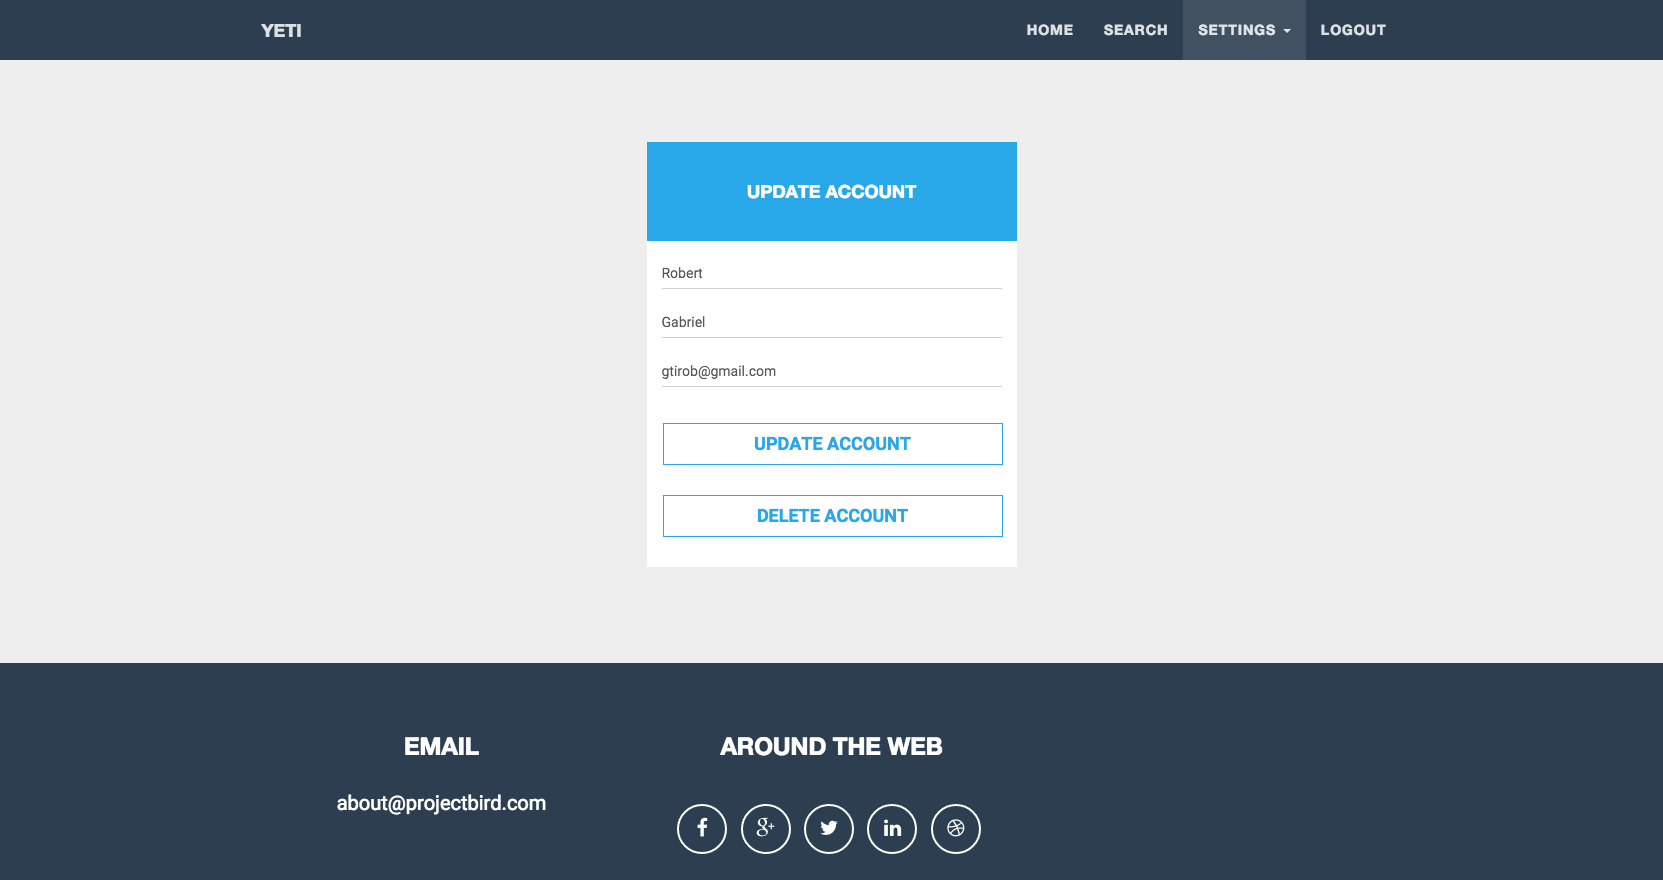 YETI
HOME SEARCH SETTINGS LOGOUT
UPDATE ACCOUNT
Robert
Gabriel
gtirob@gmail.com
UPDATE ACCOUNT
DELETE ACCOUNT
EMAIL
AROUND THE WEB
about@projectbird.com